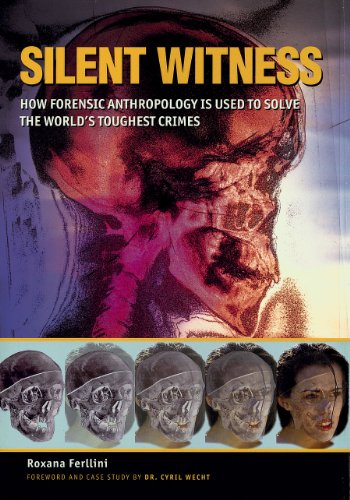 SILENT WITNESS
HOW FORENSIC ANTHROPOLOGY IS USED TO SOLVE
THE WORLD'S TOUGHEST CRIMES
Roxana Ferllini
FOREWORD AND CASE STUDY BY DR. CYRIL WECHT